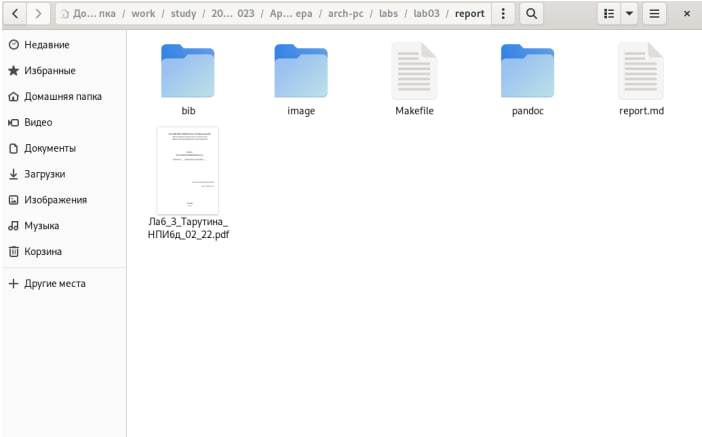 До... пка / work / study / 20... 023 / Ар... ера / arch-pc / labs / lab03 / report
Недавние
Избранные
Домашняя папка
Видео
Документы
Загрузки
Изображения
Музыка
Корзина
Другие места
bib
image
Makefile
pandoc
report.md
Лаб_3_Тарутина_
НПИбд_02_22.pdf